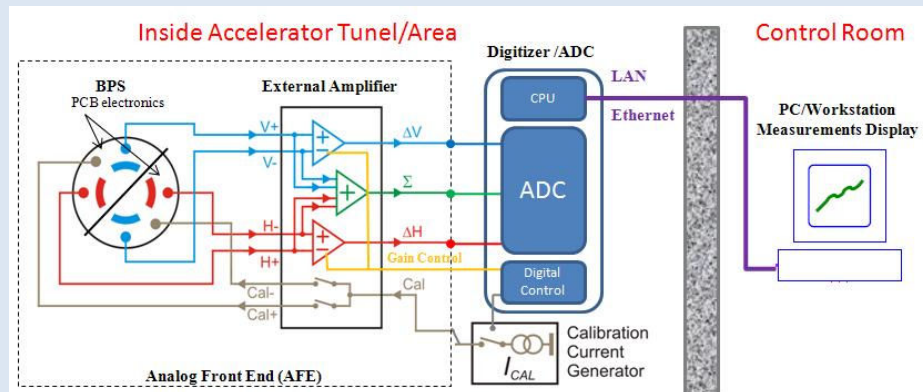 Inside Accelerator Tunel/Area
Control Room
Digitizer /ADC
BPS
PCB electronics
External Amplifier
CPU
LAN
Ethernet
PC/Workstation
Measurements Display
V+
V-
ΔV
Σ
ADC
H-
H+
ΔH
Gain Control
Digital
Control
Cal-
Cal+
Cal
Calibration
Current
Generator
I CAL
Analog Front End (AFE)